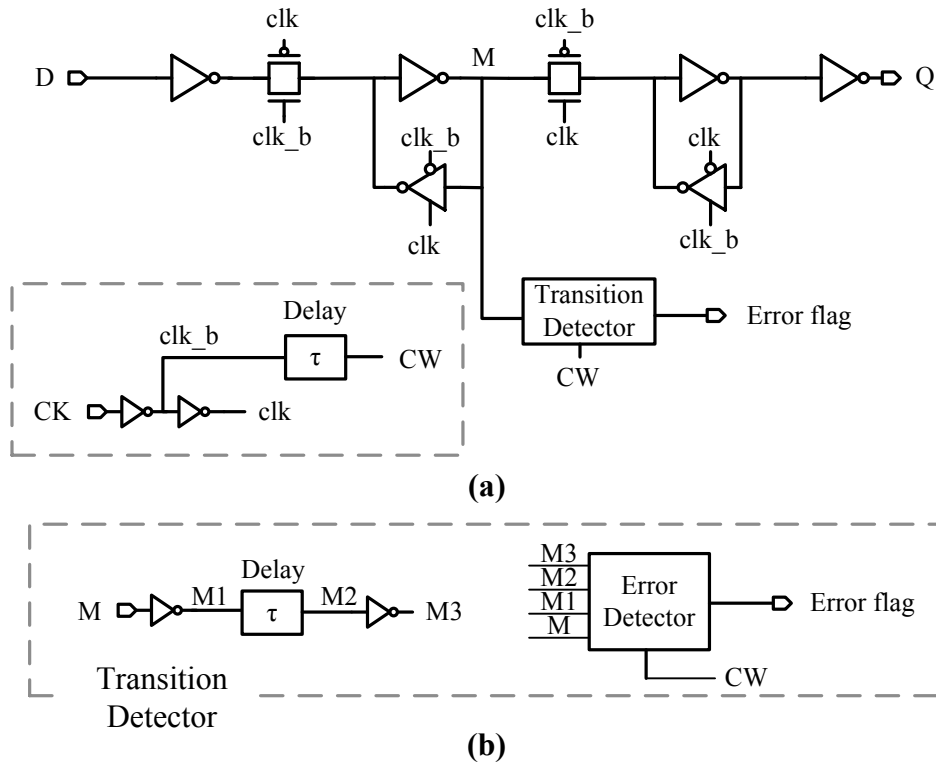 clk
clk_b
D
M
Q
clk_b
clk_b
clk
clk
clk
clk_b
Delay
clk_b
τ
CW
CK
clk
Transition
Detector
Error flag
CW
(a)
Delay
M
M1
τ
M2
M3
Transition
Detector
M3
M2
M1
M
Error
Detector
Error flag
CW
(b)